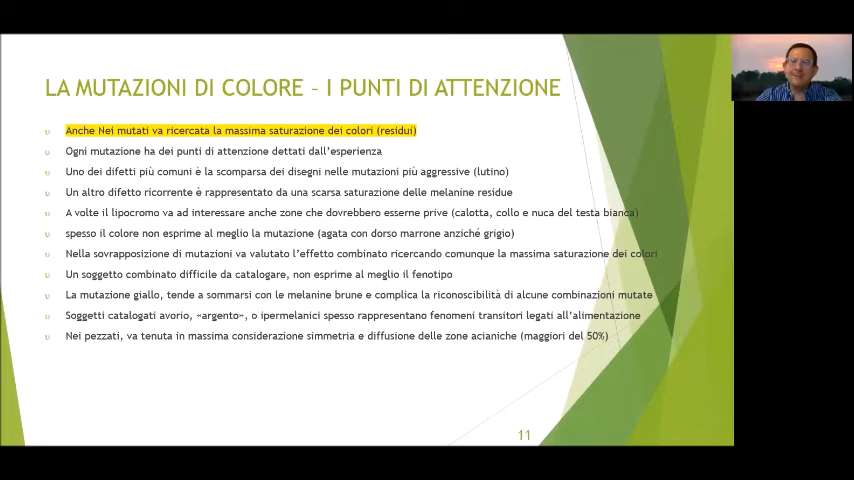 LA MUTAZIONI DI COLORE – I PUNTI DI ATTENZIONE
Anche Nei mutati va ricercata la massima saturazione dei colori (residui)
Ogni mutazione ha dei punti di attenzione dettati dall'esperienza
Uno dei difetti più comuni è la scomparsa dei disegni nelle mutazioni più aggressive (lutino)
Un altro difetto ricorrente è rappresentato da una scarsa saturazione delle melanine residue
A volte il lipocromo va ad interessare anche zone che dovrebbero esserne prive (calotta, collo e nuca del testa bianca)
spesso il colore non esprime al meglio la mutazione (agata con dorso marrone anziché grigio)
Nella sovrapposizione di mutazioni va valutato l'effetto combinato ricercando comunque la massima saturazione dei colori
Un soggetto combinato difficile da catalogare, non esprime al meglio il fenotipo
La mutazione giallo, tende a sommarsi con le melanine brune e complica la riconoscibilità di alcune combinazioni mutate
Soggetti catalogati avorio, «argento», o ipermelanici spesso rappresentano fenomeni transitori legati all'alimentazione
Nei pezzati, va tenuta in massima considerazione simmetria e diffusione delle zone acianiche (maggiori del 50%)
11